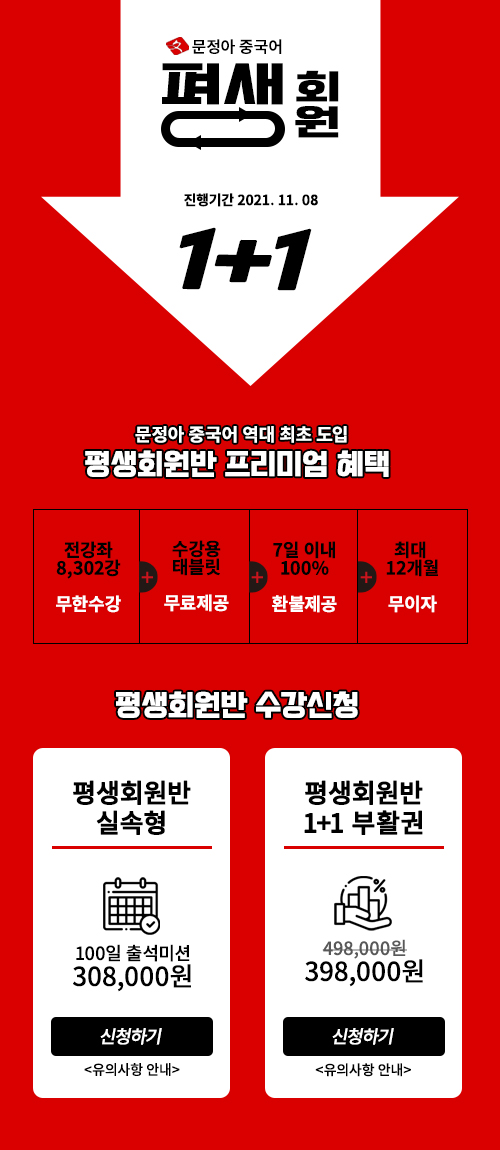 문정아 중국어
평생 회원
진행기간 2021. 11. 08
1+1
문정아 중국어 역대 최초 도입
평생회원반 프리미엄 혜택
전강좌
8,302강
무한수강
+
수강용
태블릿
무료제공
+
7일 이내
100%
환불제공
+
최대
12개월
무이자
평생회원반 수강신청
평생회원반
실속형
100일 출석미션
308,000원
신청하기
<유의사항 안내>
평생회원반
1+1 부활권
%
498,000원
398,000원
신청하기
<유의사항 안내>